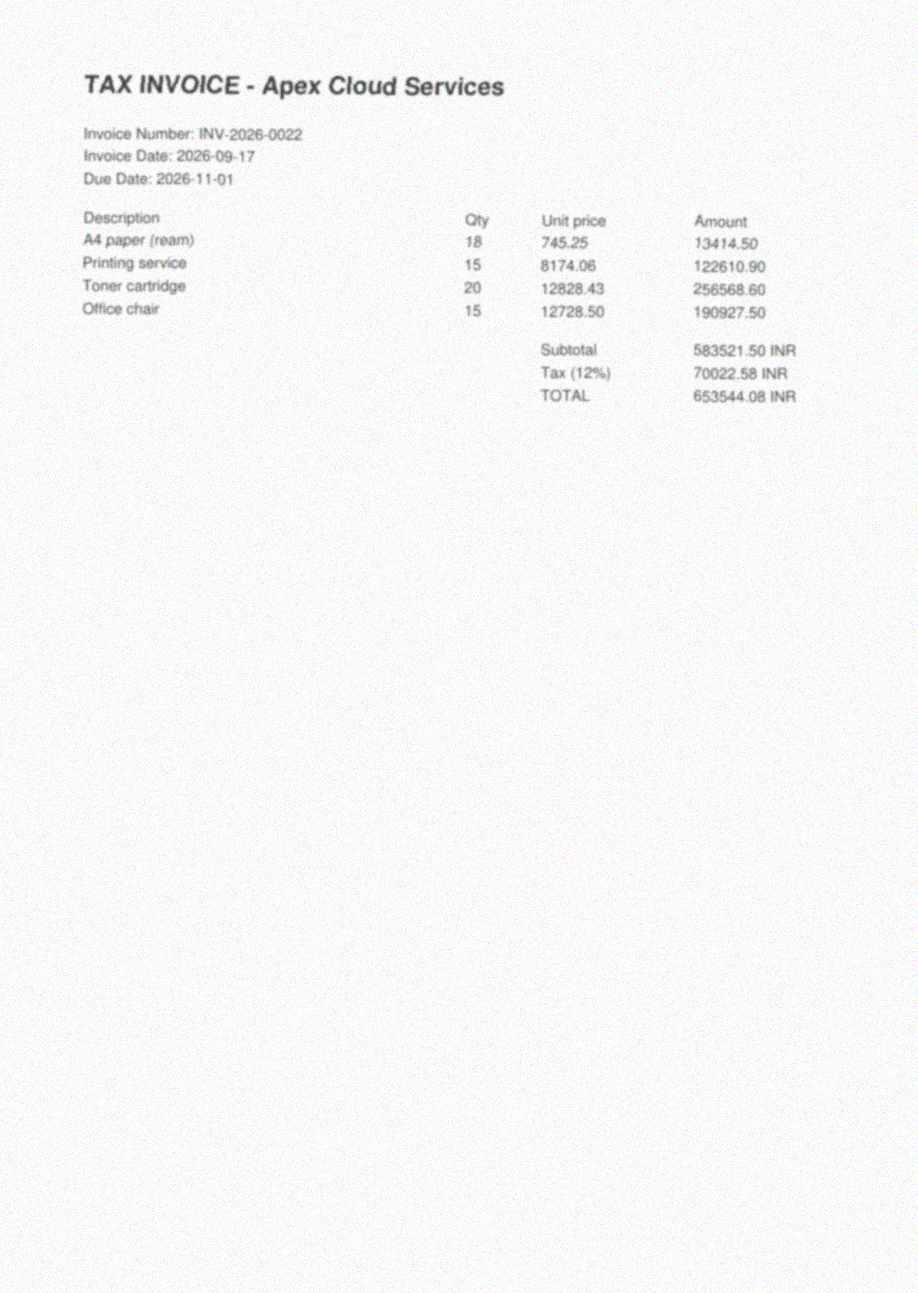 TAX INVOICE - Apex Cloud Services
Invoice Number: INV-2026-0022
Invoice Date: 2026-09-17
Due Date: 2026-11-01
Description Qty Unit price Amount
A4 paper (ream) 18 745.25 13414.50
Printing service 15 8174.06 122610.90
Toner cartridge 20 12828.43 256568.60
Office chair 15 12728.50 190927.50
Subtotal 583521.50 INR
Tax (12%) 70022.58 INR
TOTAL 653544.08 INR